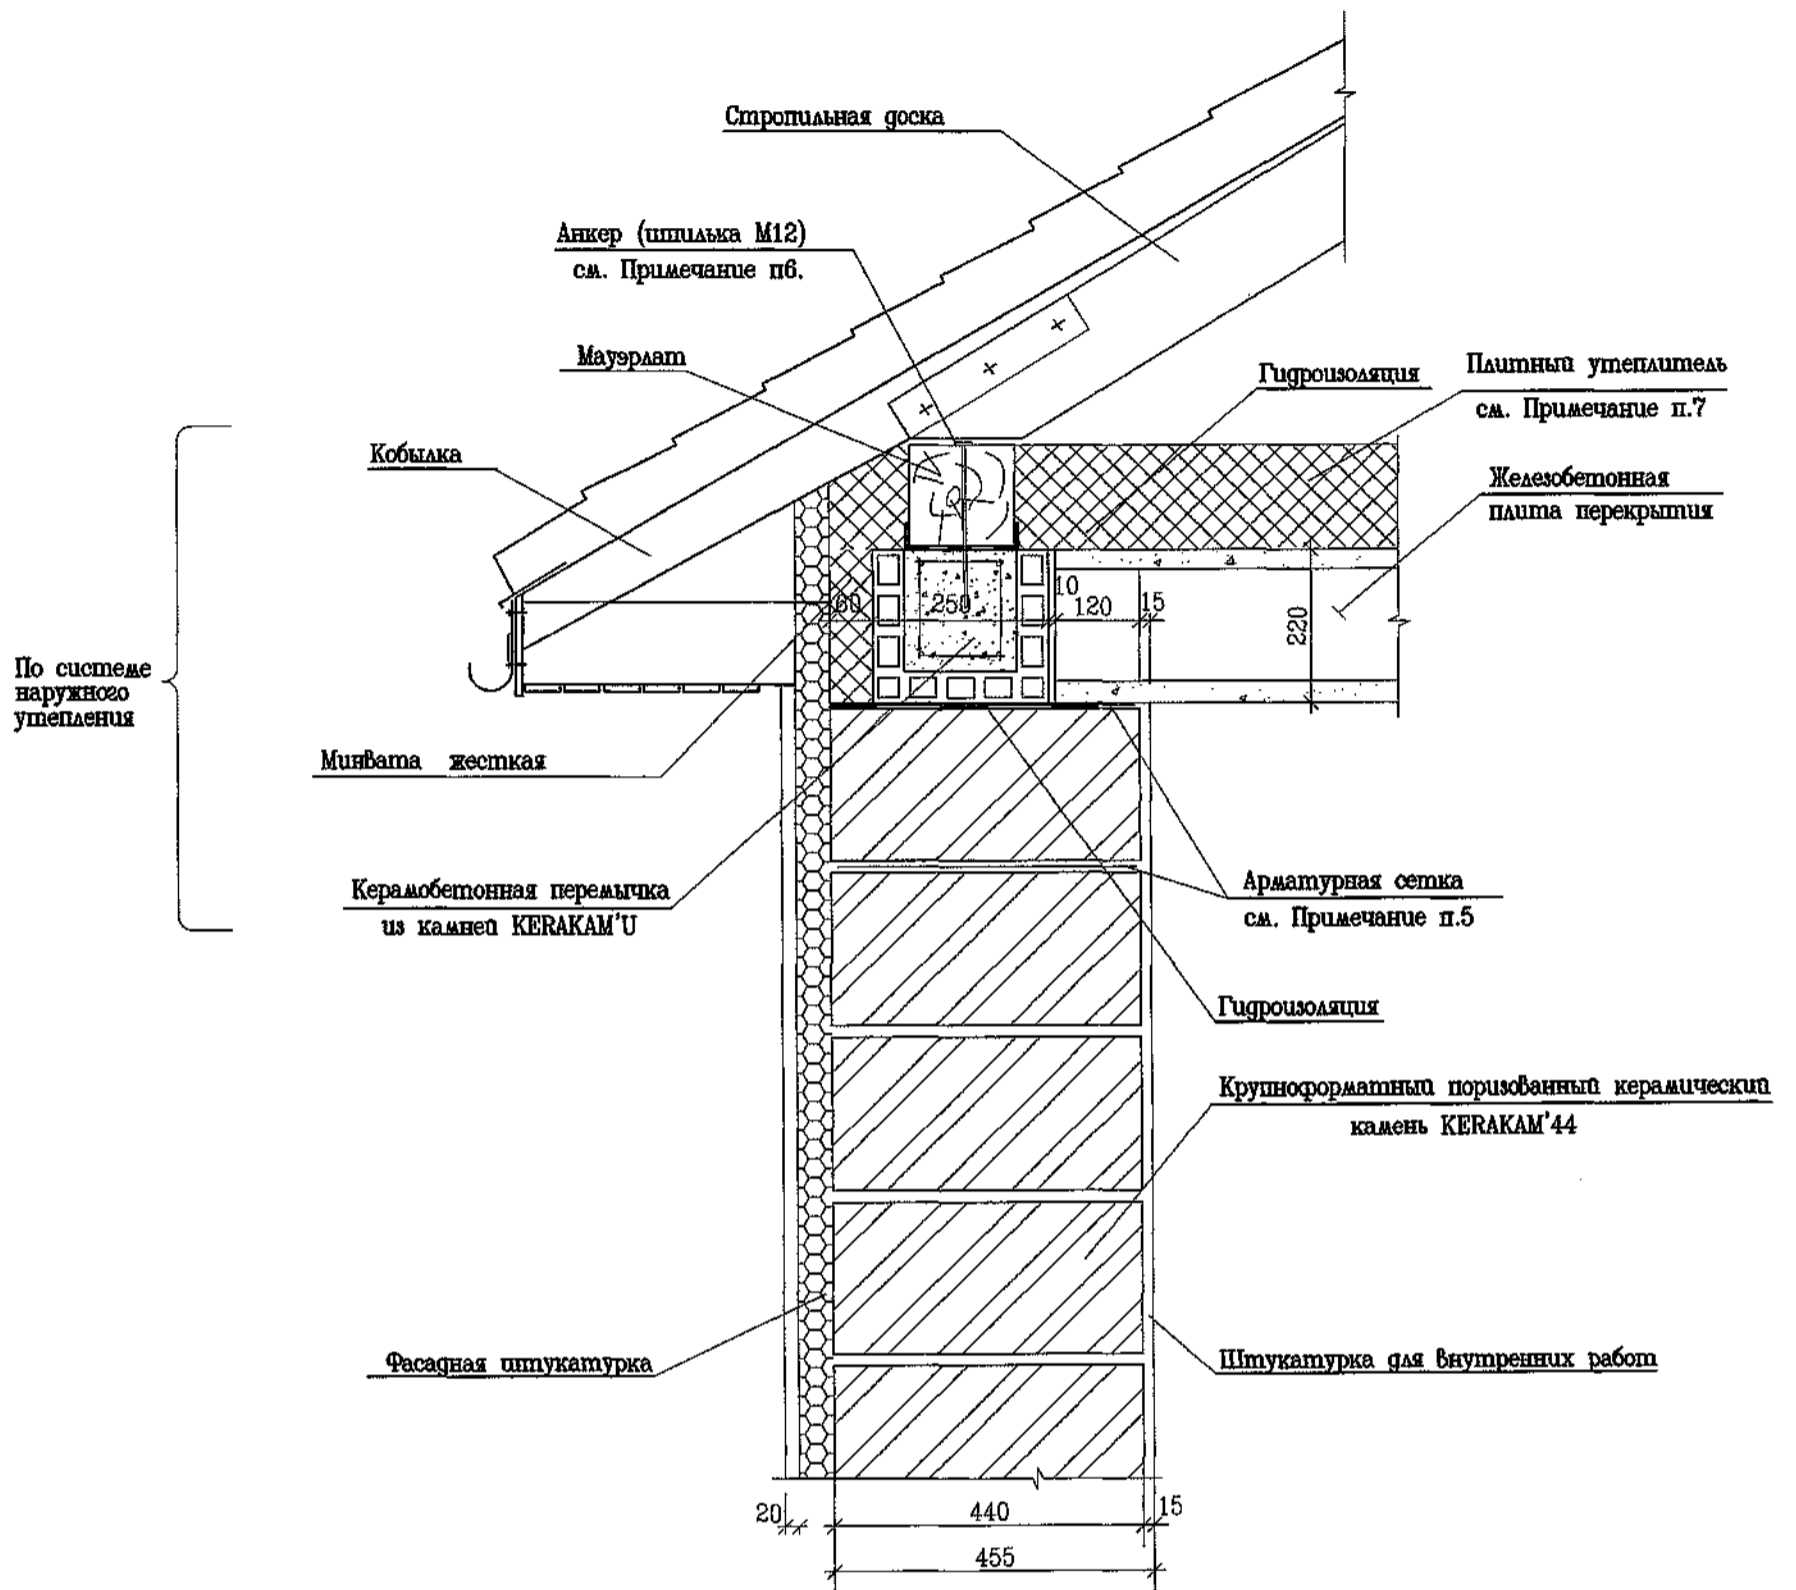 Стропильная доска
Анкер (шпилька М12)
см. Примечание п6.
Мауэрлат
Гидроизоляция
Плитный утеплитель
см. Примечание п.7
Кобылка
Железобетонная
плита перекрытия
60
250
10
120
15
220
По системе
наружного
утепления
Минвата жесткая
Керамобетонная перемычка
из камней KERAKAM'U
Арматурная сетка
см. Примечание п.5
Гидроизоляция
Крупноформатный поризованный керамический
камень KERAKAM'44
Фасадная штукатурка
Штукатурка для внутренних работ
20
440
15
455